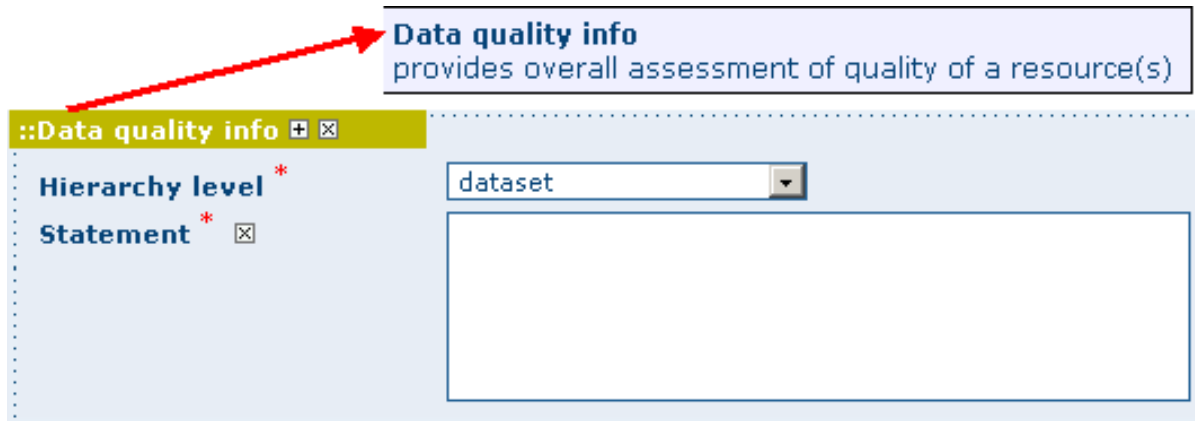 Data quality info
provides overall assessment of quality of a resource(s)
::Data quality info
Hierarchy level *
dataset
Statement *